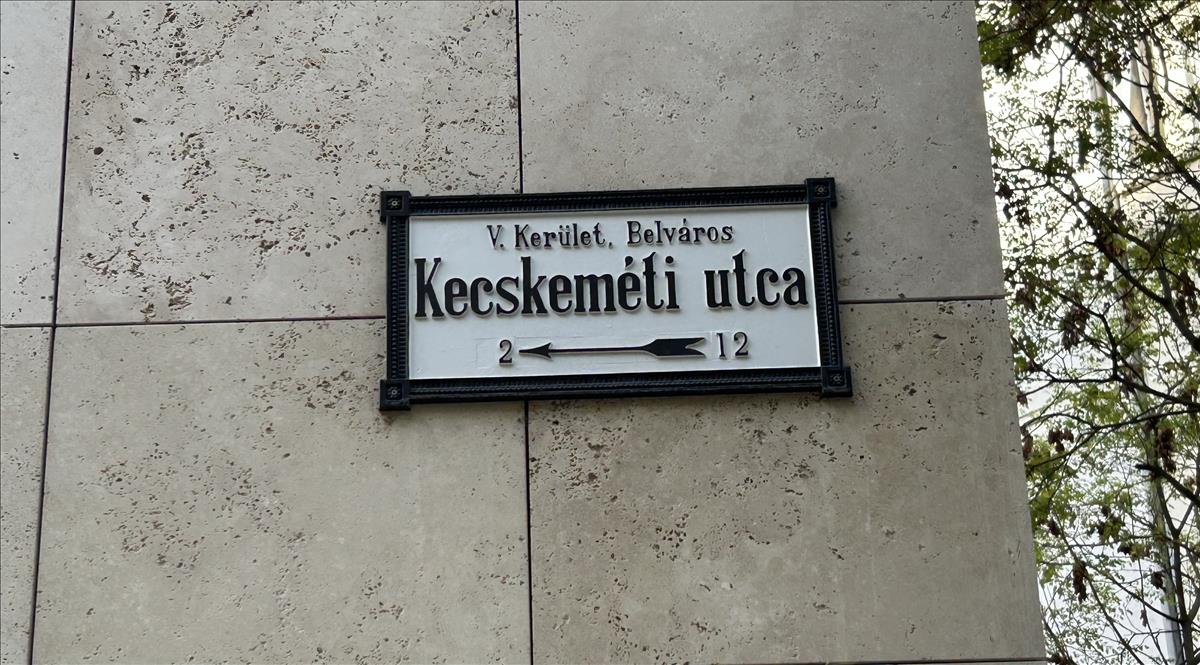 V. Kerület, Belváros
Kecskeméti utca
2 12